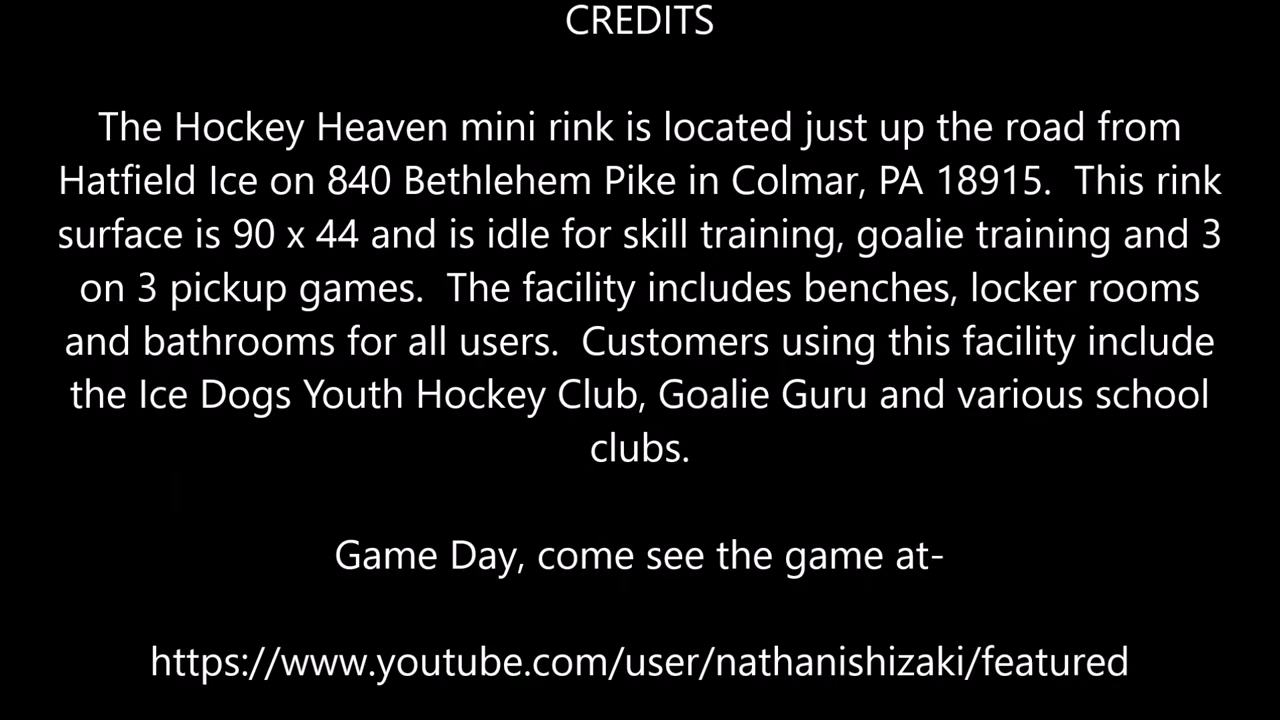 CREDITS
The Hockey Heaven mini rink is located just up the road from
Hatfield Ice on 840 Bethlehem Pike in Colmar, PA 18915.  This rink
surface is 90 x 44 and is idle for skill training, goalie training and 3
on 3 pickup games.  The facility includes benches, locker rooms
and bathrooms for all users.  Customers using this facility include
the Ice Dogs Youth Hockey Club, Goalie Guru and various school
clubs.
Game Day, come see the game at-
https://www.youtube.com/user/nathanishizaki/featured